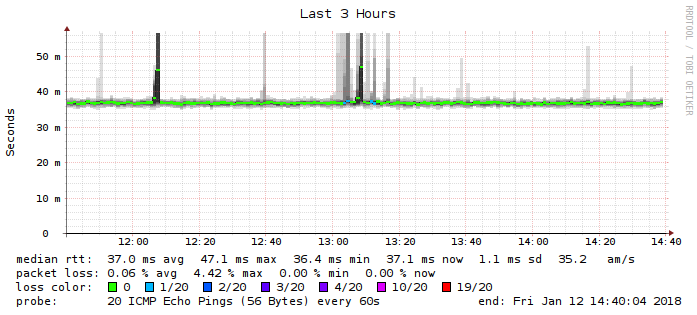 Last 3 Hours
RRDTOOL / TOBI OETIKER
Seconds
50 m
40 m
30 m
20 m
10 m
0
12:00 12:20 12:40 13:00 13:20 13:40 14:00 14:20 14:40
median rtt: 37.0 ms avg 47.1 ms max 36.4 ms min 37.1 ms now 1.1 ms sd 35.2 am/s
packet loss: 0.06 % avg 4.42 % max 0.00 % min 0.00 % now
loss color: 0 1/20 2/20 3/20 4/20 10/20 19/20
probe: 20 ICMP Echo Pings (56 Bytes) every 60s end: Fri Jan 12 14:40:04 2018